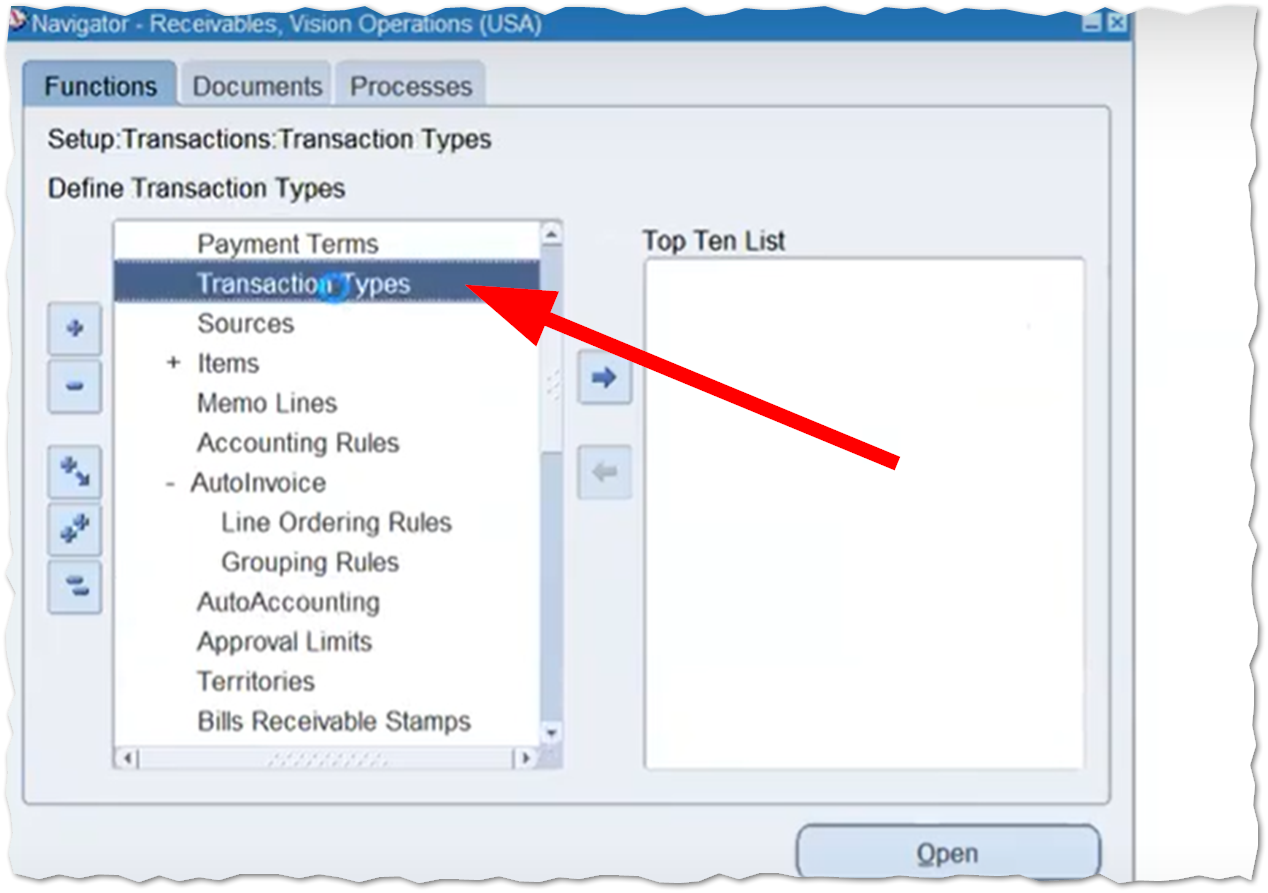 Navigator - Receivables, Vision Operations (USA)
Functions
Documents
Processes
Setup:Transactions:Transaction Types
Define Transaction Types
Top Ten List
Payment Terms
Transaction Types
Sources
+ Items
Memo Lines
Accounting Rules
- AutoInvoice
Line Ordering Rules
Grouping Rules
AutoAccounting
Approval Limits
Territories
Bills Receivable Stamps
Open